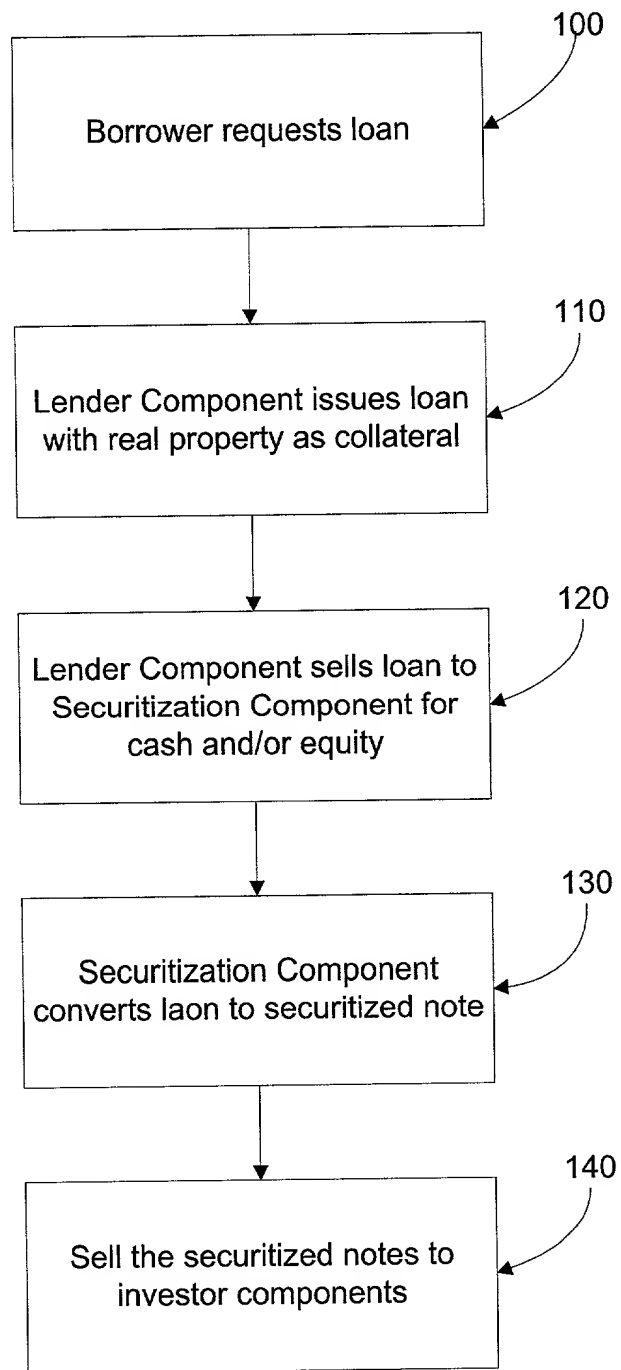 100
Borrower requests loan
110
Lender Component issues loan
with real property as collateral
120
Lender Component sells loan to
Securitization Component for
cash and/or equity
130
Securitization Component
converts laon to securitized note
140
Sell the securitized notes to
investor components